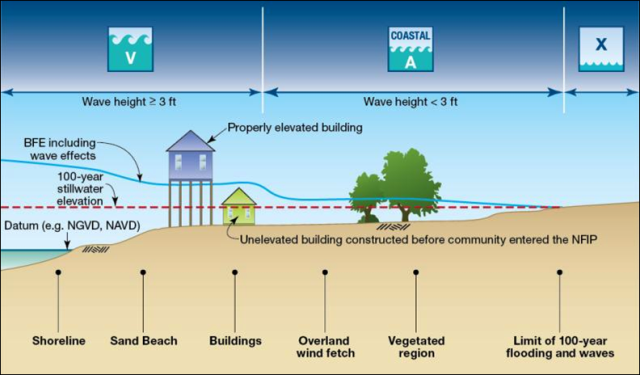 V
COASTAL
A
X
Wave height ≥ 3 ft
Wave height < 3 ft
Properly elevated building
BFE including
wave effects
100-year
stillwater
elevation
Datum (e.g. NGVD, NAVD)
Unelevated building constructed before community entered the NFIP
Shoreline
Sand Beach
Buildings
Overland
wind fetch
Vegetated
region
Limit of 100-year
flooding and waves